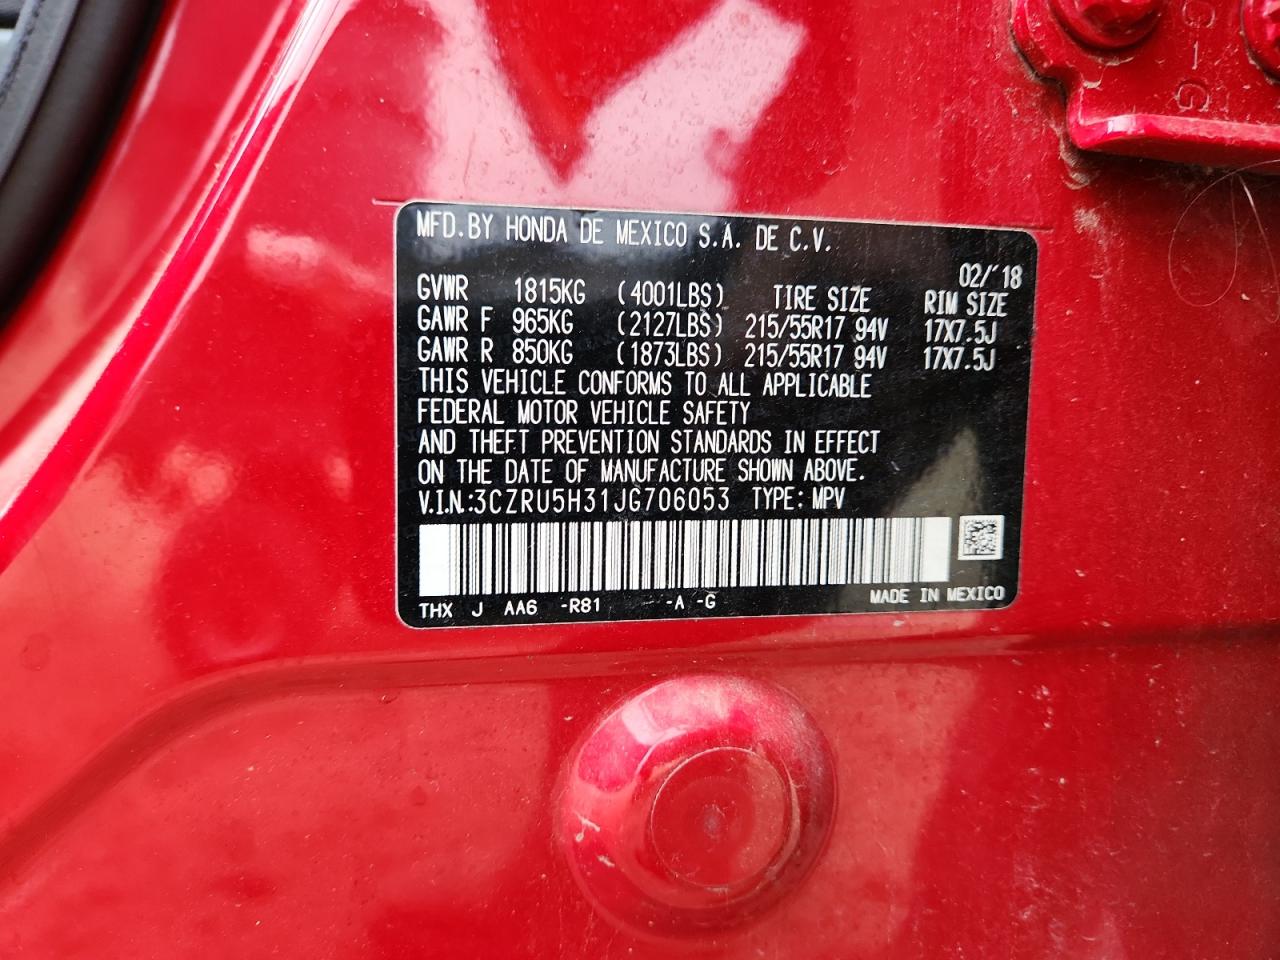 MFD.BY HONDA DE MEXICO S.A. DE C.V.
02/'18
GVWR 1815KG (4001LBS) TIRE SIZE RIM SIZE
GAWR F 965KG (2127LBS) 215/55R17 94V 17X7.5J
GAWR R 850KG (1873LBS) 215/55R17 94V 17X7.5J
THIS VEHICLE CONFORMS TO ALL APPLICABLE
FEDERAL MOTOR VEHICLE SAFETY
AND THEFT PREVENTION STANDARDS IN EFFECT
ON THE DATE OF MANUFACTURE SHOWN ABOVE.
V.I.N.:3CZRU5H31JG706053 TYPE: MPV
THX J AA6 -R81 -A -G MADE IN MEXICO